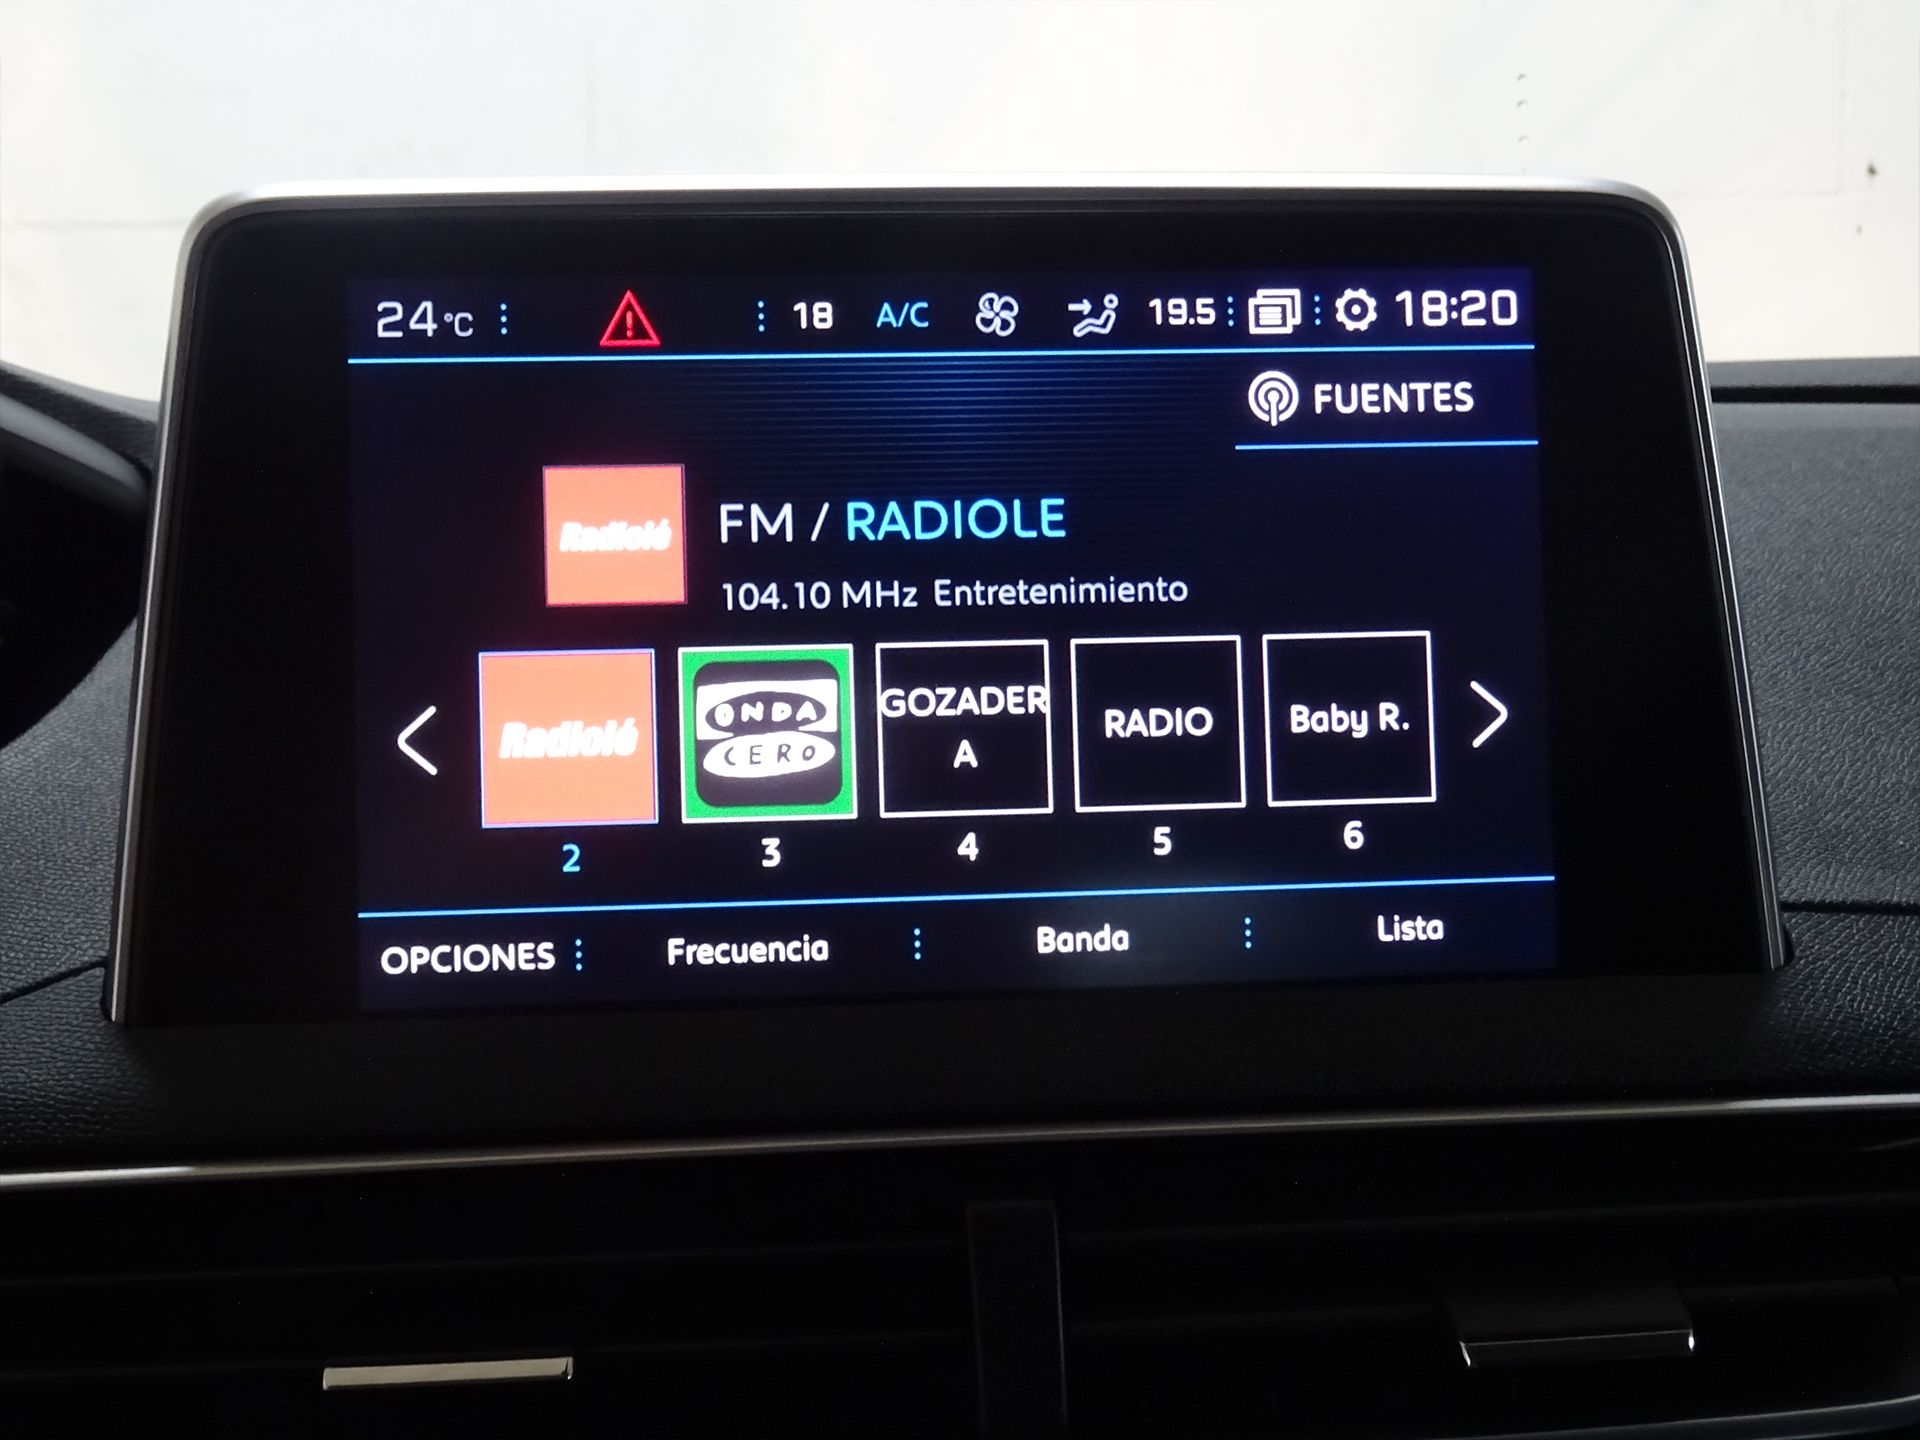 24°C 18 A/C 19.5 18:20
FUENTES
Radiolé
FM / RADIOLE
104.10 MHz Entretenimiento
Radiolé
ONDA
CERO
GOZADER
A
RADIO
Baby R.
2 3 4 5 6
OPCIONES Frecuencia Banda Lista